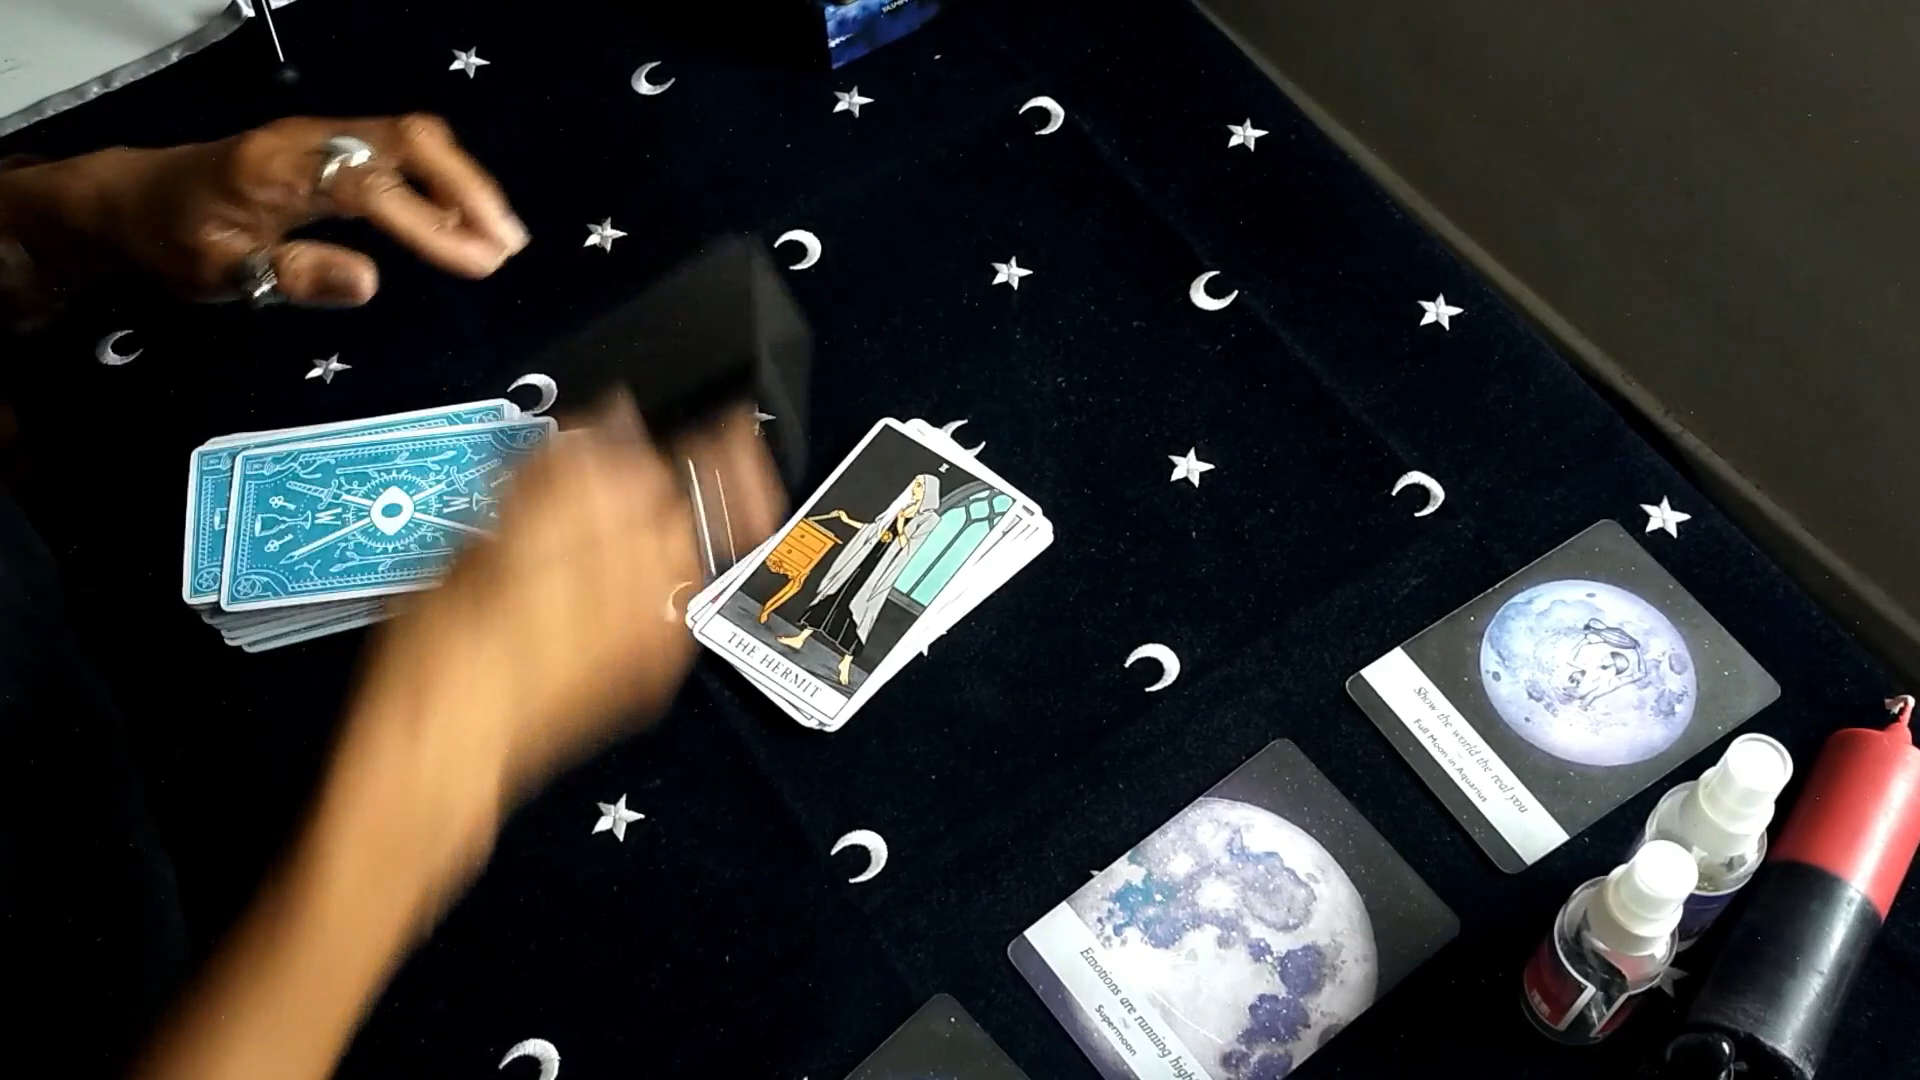 THE HERMIT
Show the world the real you
Full Moon in Aquarius
Emotions are running high!
Supermoon